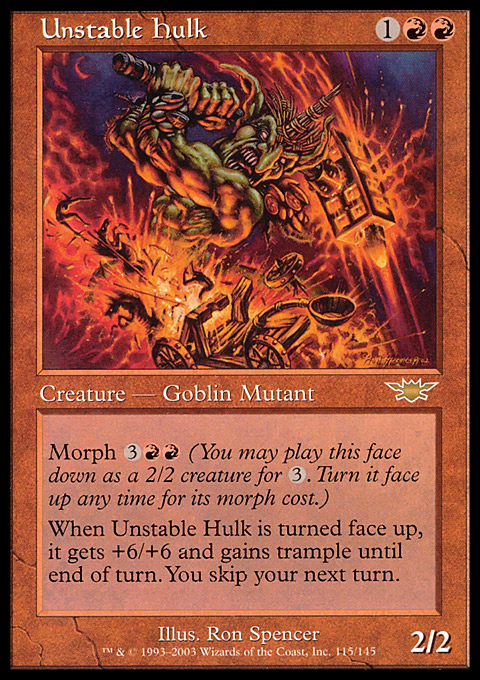 Unstable Hulk 1
Creature — Goblin Mutant
Morph 3 (You may play this face
down as a 2/2 creature for 3. Turn it face
up any time for its morph cost.)
When Unstable Hulk is turned face up,
it gets +6/+6 and gains trample until
end of turn. You skip your next turn.
Illus. Ron Spencer
™ & © 1993–2003 Wizards of the Coast, Inc. 115/145
2/2